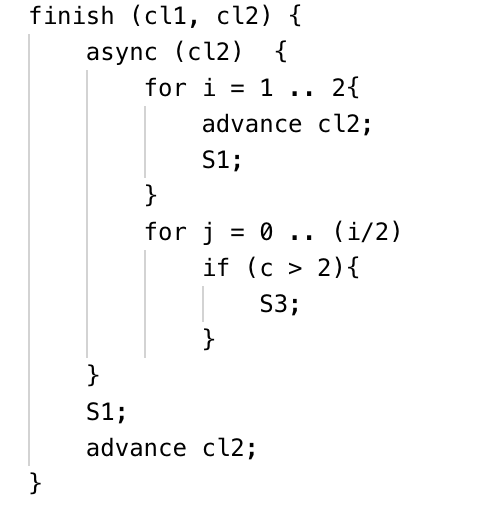 finish (cl1, cl2) {
    async (cl2)  {
        for i = 1 .. 2{
            advance cl2;
            S1;
        }
        for j = 0 .. (i/2)
            if (c > 2){
                S3;
            }
    }
    S1;
    advance cl2;
}